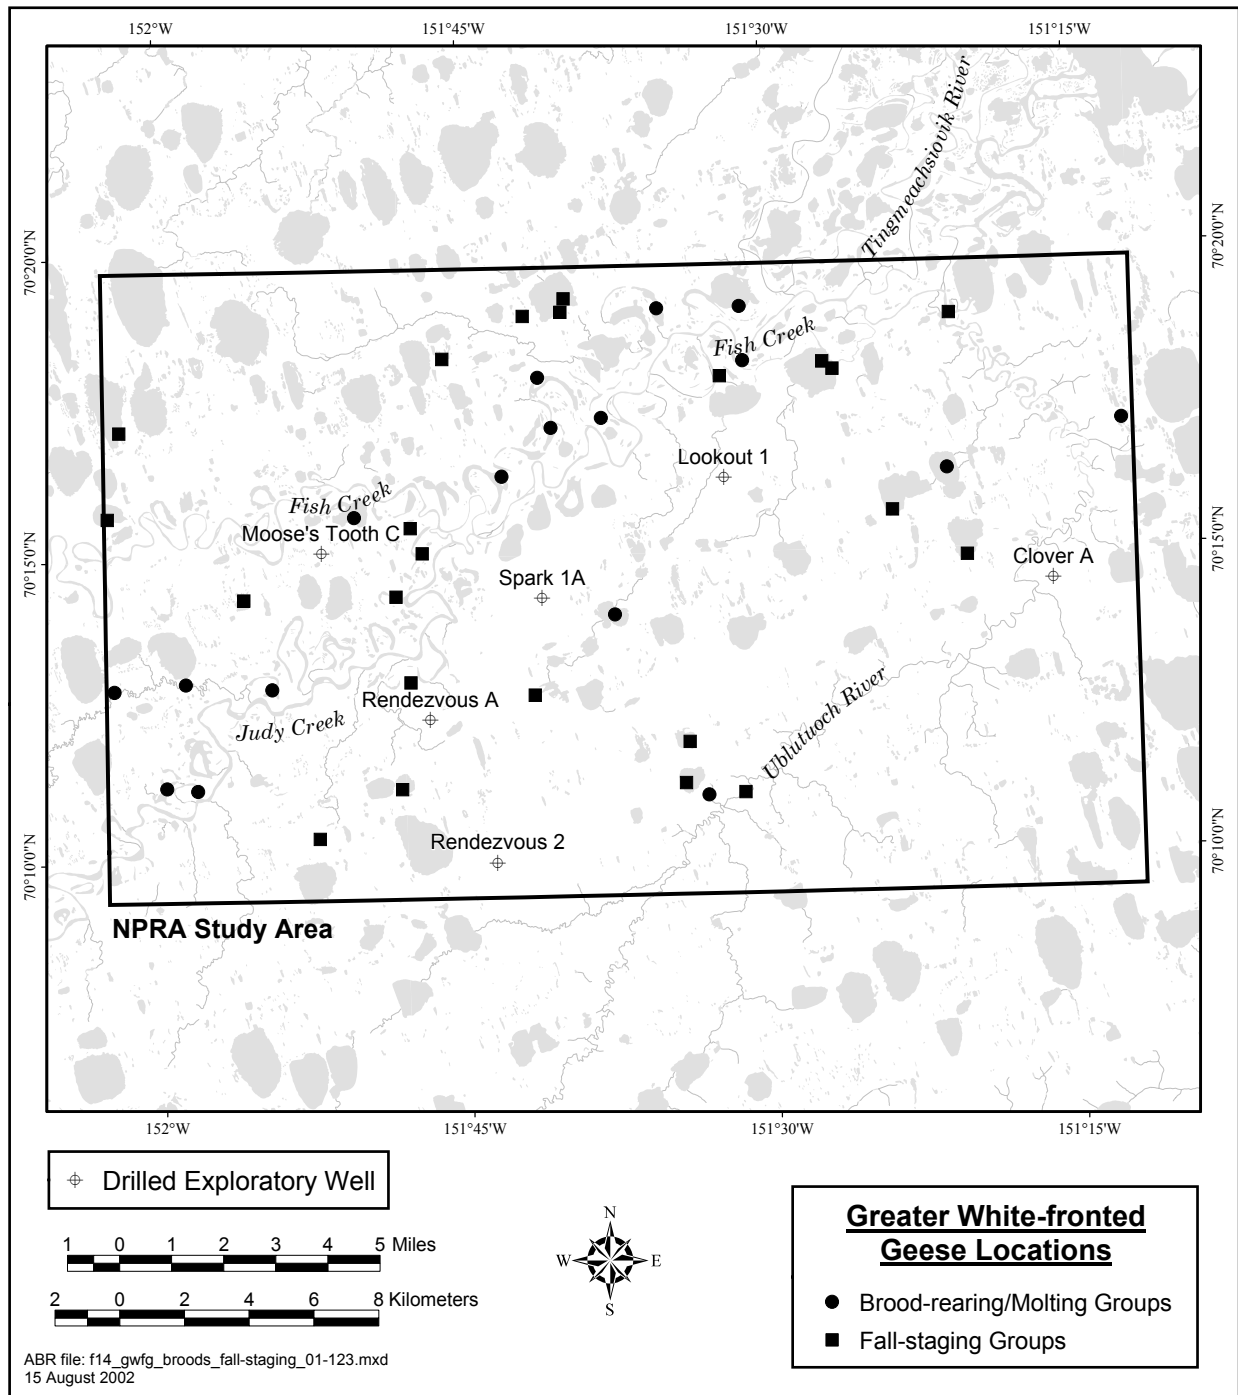 152°W 151°45'W 151°30'W 151°15'W
Tingmeachsiovik River
70°20'0"N 70°20'0"N
Fish Creek
Lookout 1
Fish Creek
Moose's Tooth C
70°15'0"N 70°15'0"N
Clover A
Spark 1A
Rendezvous A
Judy Creek
Ublutuoch River
Rendezvous 2
70°10'0"N 70°10'0"N
NPRA Study Area
152°W 151°45'W 151°30'W 151°15'W
Drilled Exploratory Well
1 0 1 2 3 4 5 Miles
2 0 2 4 6 8 Kilometers
N
W E
S
Greater White-fronted
Geese Locations
Brood-rearing/Molting Groups
Fall-staging Groups
ABR file: f14_gwfg_broods_fall-staging_01-123.mxd
15 August 2002